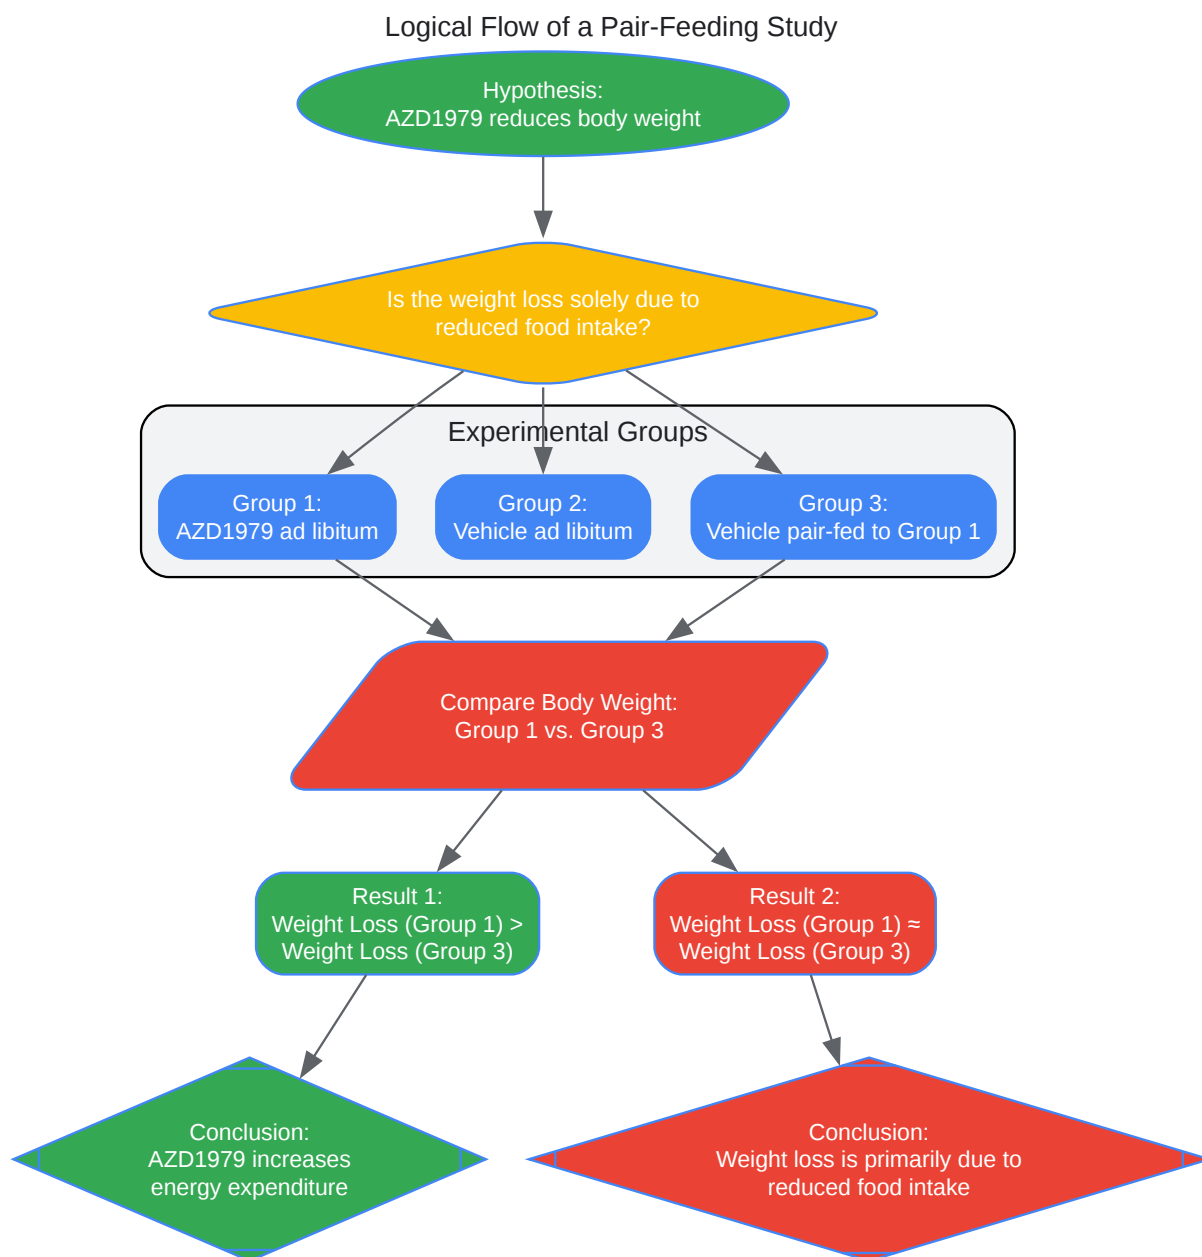 Logical Flow of a Pair-Feeding Study
Hypothesis:
AZD1979 reduces body weight
Is the weight loss solely due to
reduced food intake?
Experimental Groups
Group 1:
AZD1979 ad libitum
Group 2:
Vehicle ad libitum
Group 3:
Vehicle pair-fed to Group 1
Compare Body Weight:
Group 1 vs. Group 3
Result 1:
Weight Loss (Group 1) >
Weight Loss (Group 3)
Result 2:
Weight Loss (Group 1) ≈
Weight Loss (Group 3)
Conclusion:
AZD1979 increases
energy expenditure
Conclusion:
Weight loss is primarily due to
reduced food intake